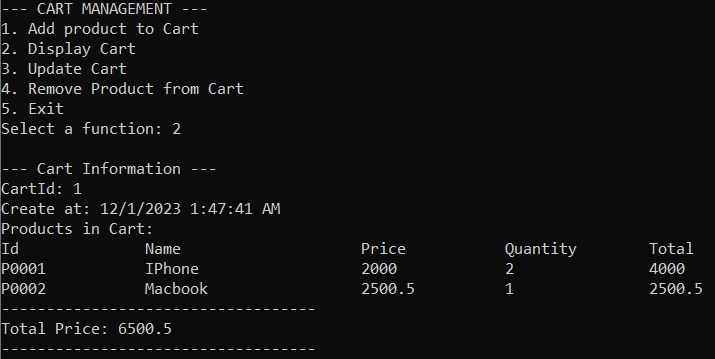 --- CART MANAGEMENT ---
1. Add product to Cart
2. Display Cart
3. Update Cart
4. Remove Product from Cart
5. Exit
Select a function: 2
--- Cart Information ---
CartId: 1
Create at: 12/1/2023 1:47:41 AM
Products in Cart:
Id Name Price Quantity Total
P0001 IPhone 2000 2 4000
P0002 Macbook 2500.5 1 2500.5
-----------------------------------
Total Price: 6500.5
-----------------------------------